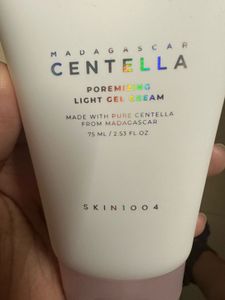 MADAGASCAR
CENTELLA
POREMIZING
LIGHT GEL CREAM
MADE WITH PURE CENTELLA
FROM MADAGASCAR
75 ML / 2.53 FL.OZ
SKIN1004